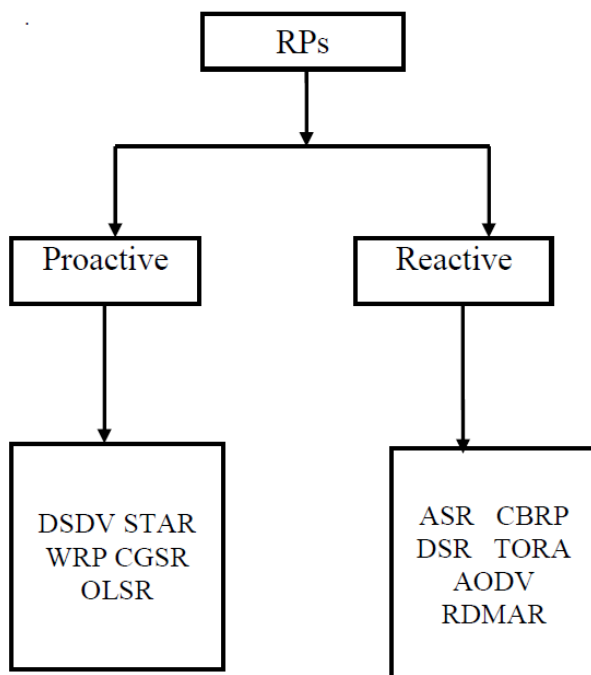 RPs
Proactive
Reactive
DSDV STAR
WRP CGSR
OLSR
ASR CBRP
DSR TORA
AODV
RDMAR